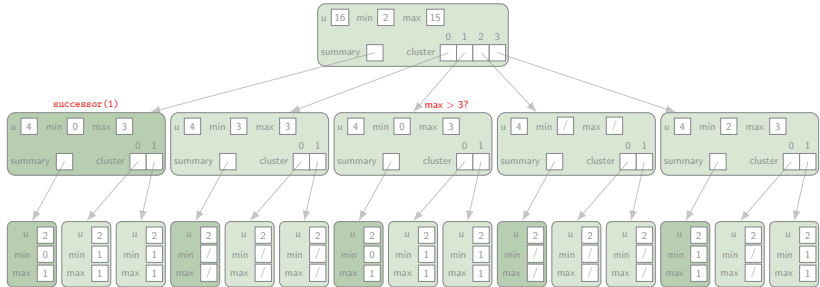 u 16 min 2 max 15
0 1 2 3
summary cluster
successor(1) max > 3?
u 4 min 0 max 3 u 4 min 3 max 3 u 4 min 0 max 3 u 4 min / max / u 4 min 2 max 3
0 1 0 1 0 1 0 1 0 1
summary cluster summary cluster summary cluster summary cluster summary cluster
u 2 u 2 u 2 u 2 u 2 u 2 u 2 u 2 u 2 u 2 u 2 u 2 u 2 u 2 u 2
min 0 min 1 min 1 min / min / min / min 0 min 1 min 1 min / min / min / min 1 min / min 0
max 1 max 1 max 1 max / max / max / max 1 max 1 max 1 max / max / max / max 1 max / max 1